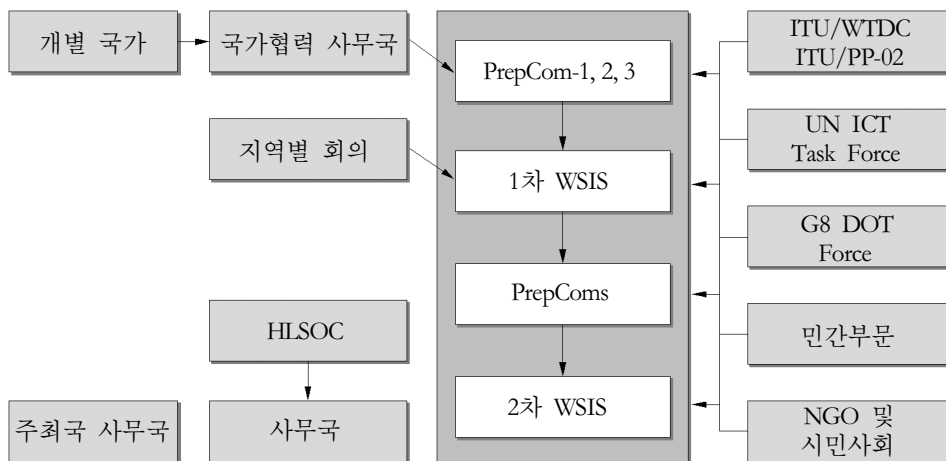 개별 국가
국가협력 사무국
PrepCom-1, 2, 3
ITU/WTDC
ITU/PP-02
지역별 회의
1차 WSIS
UN ICT
Task Force
G8 DOT
Force
PrepComs
HLSOC
민간부문
주최국 사무국
사무국
2차 WSIS
NGO 및
시민사회